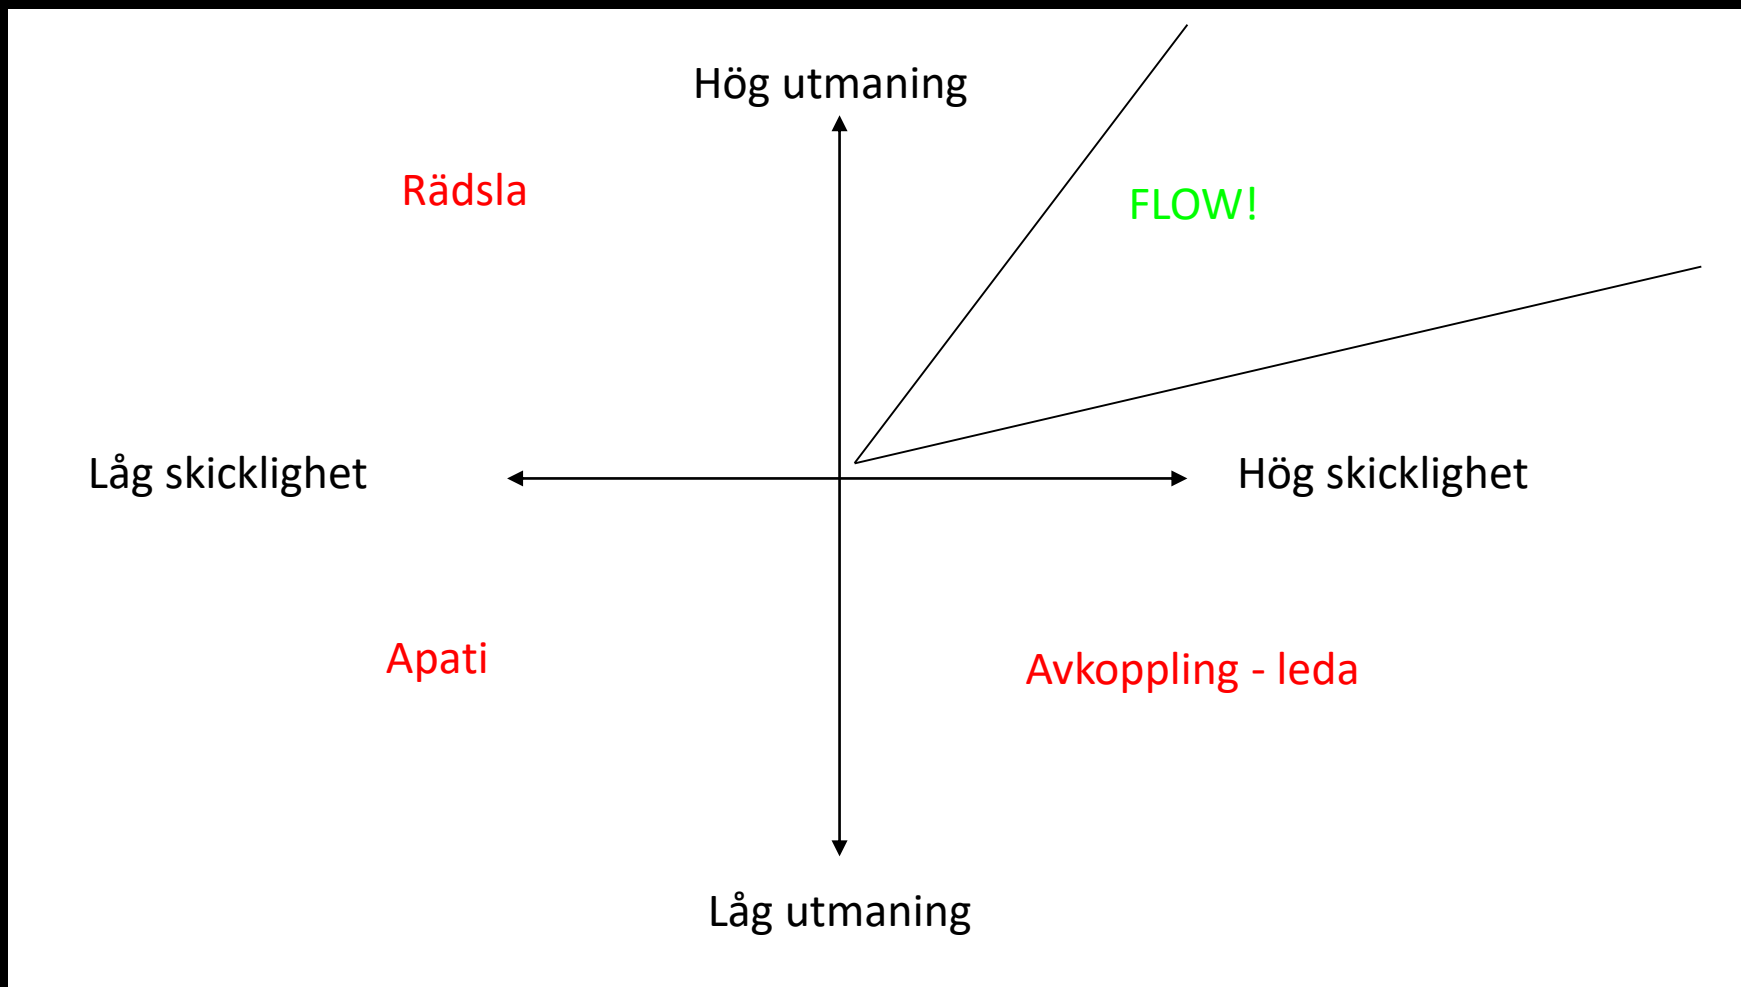 Hög utmaning
Rädsla
FLOW!
Låg skicklighet
Hög skicklighet
Apati
Avkoppling - leda
Låg utmaning